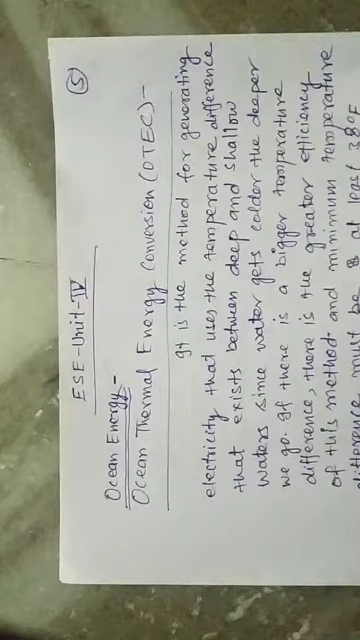 5
ESE-Unit-IV
Ocean Energy-
Ocean Thermal Energy Conversion (OTEC)-
It is the method for generating
electricity that uses the temperature difference
that exists between deep and shallow
waters since water gets colder the deeper
we go. If there is a bigger temperature
difference, there is the greater efficiency
of this method and minimum temperature
difference must be at least 38°F